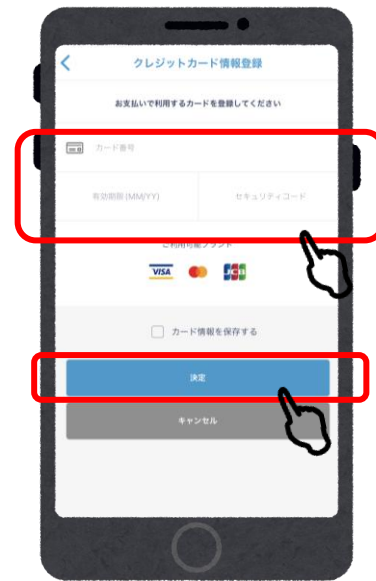 クレジットカード情報登録
お支払いで利用するカードを登録してください
カード番号
有効期限 (MM/YY)
セキュリティコード
ご利用可能ブランド
VISA
JCB
カード情報を保存する
決定
キャンセル